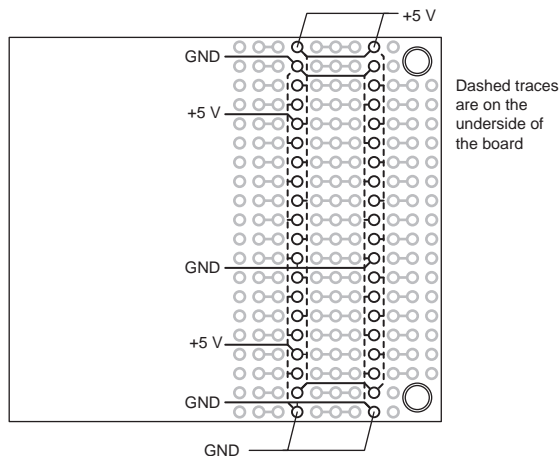 +5 V
GND
Dashed traces
are on the
underside of
the board
+5 V
GND
+5 V
GND
GND